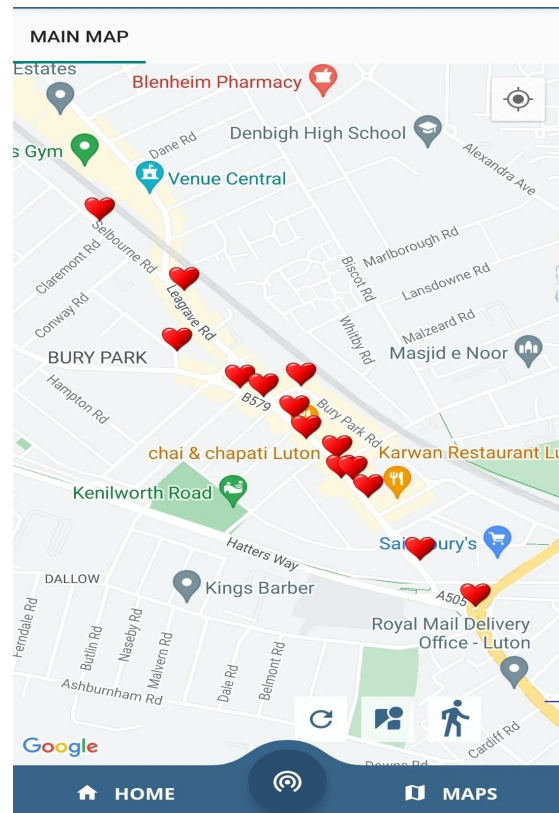 MAIN MAP
Estates
Blenheim Pharmacy
Dane Rd
Denbigh High School
s Gym
Alexandra Ave
Venue Central
Selbourne Rd
Claremont Rd
Marlborough Rd
Biscot Rd
Lansdowne Rd
Leagrave Rd
Conway Rd
Whitby Rd
Malzeard Rd
BURY PARK
Masjid e Noor
Hampton Rd
B579
Bury Park Rd
chai & chapati Luton
Karwan Restaurant Lu
Kenilworth Road
Hatters Way
Sainsbury's
DALLOW
Kings Barber
A505
Royal Mail Delivery
Office - Luton
Ferndale Rd
Butlin Rd
Naseby Rd
Malvern Rd
Dale Rd
Belmont Rd
Ashburnham Rd
Cardiff Rd
Google
Downs Rd
HOME
MAPS